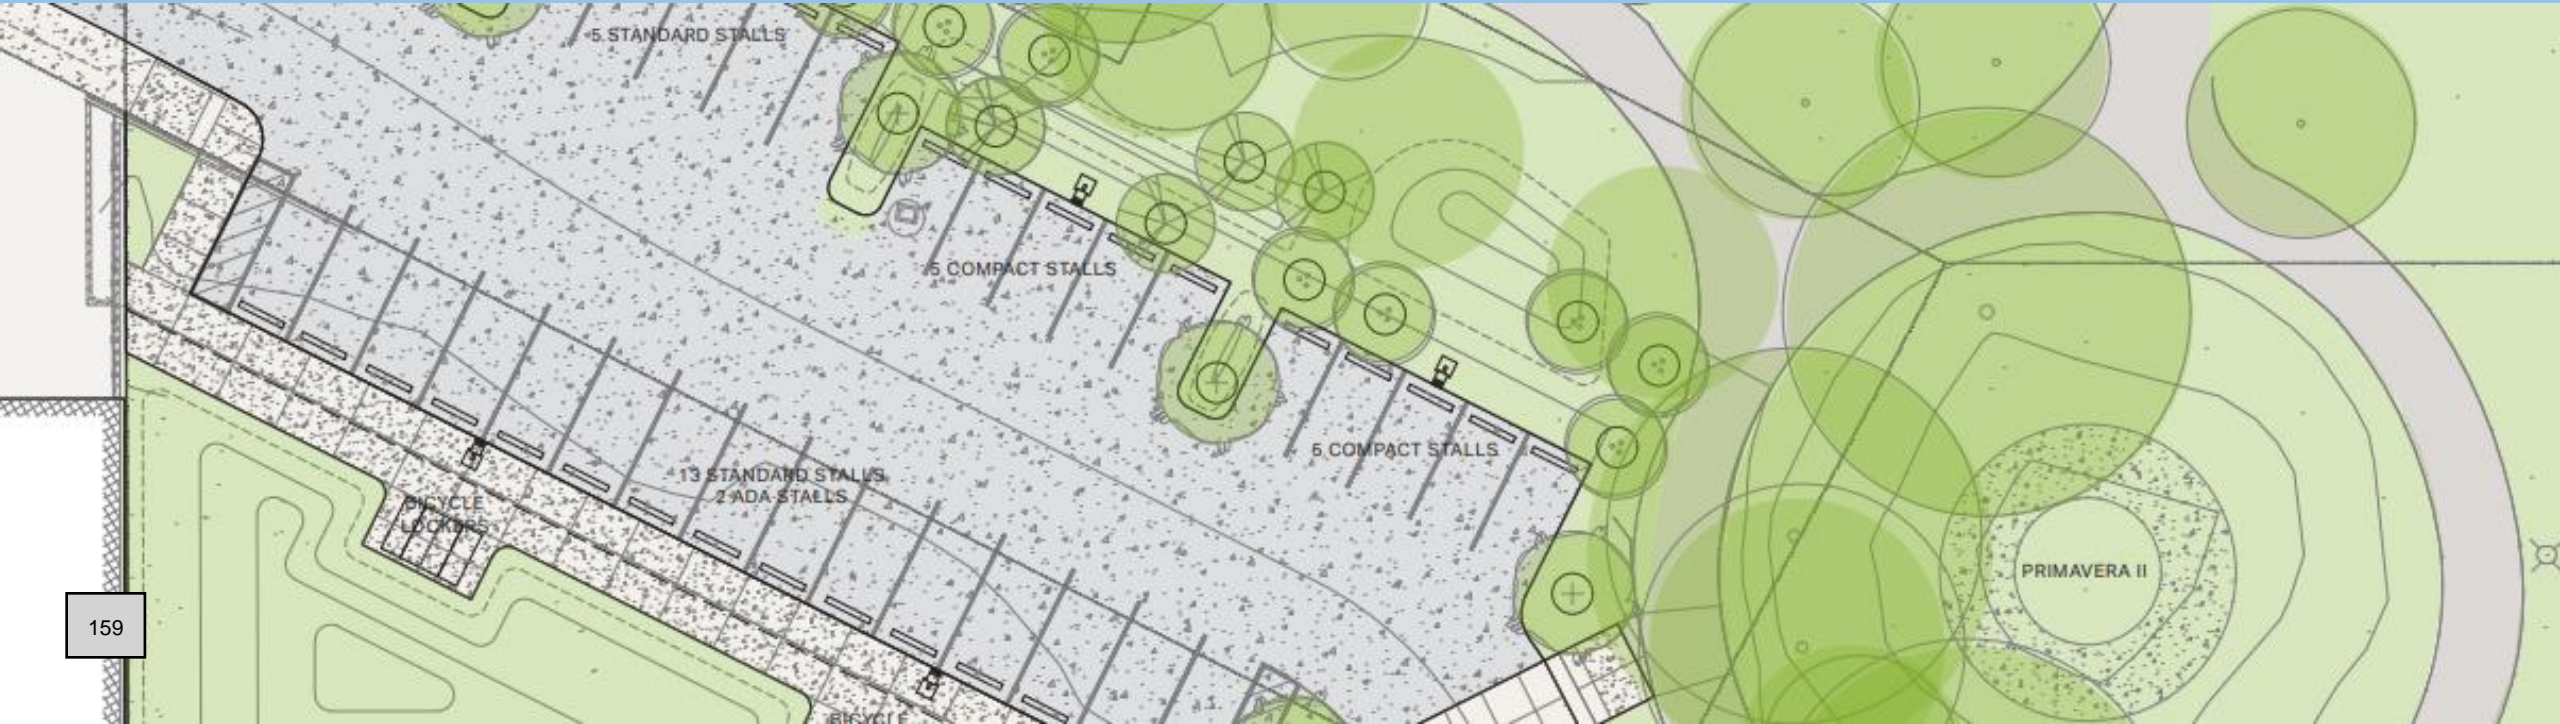 5 STANDARD STALLS
5 COMPACT STALLS
5 COMPACT STALLS
13 STANDARD STALLS
2 ADA STALLS
BICYCLE
LOCKERS
PRIMAVERA II
159
BICYCLE